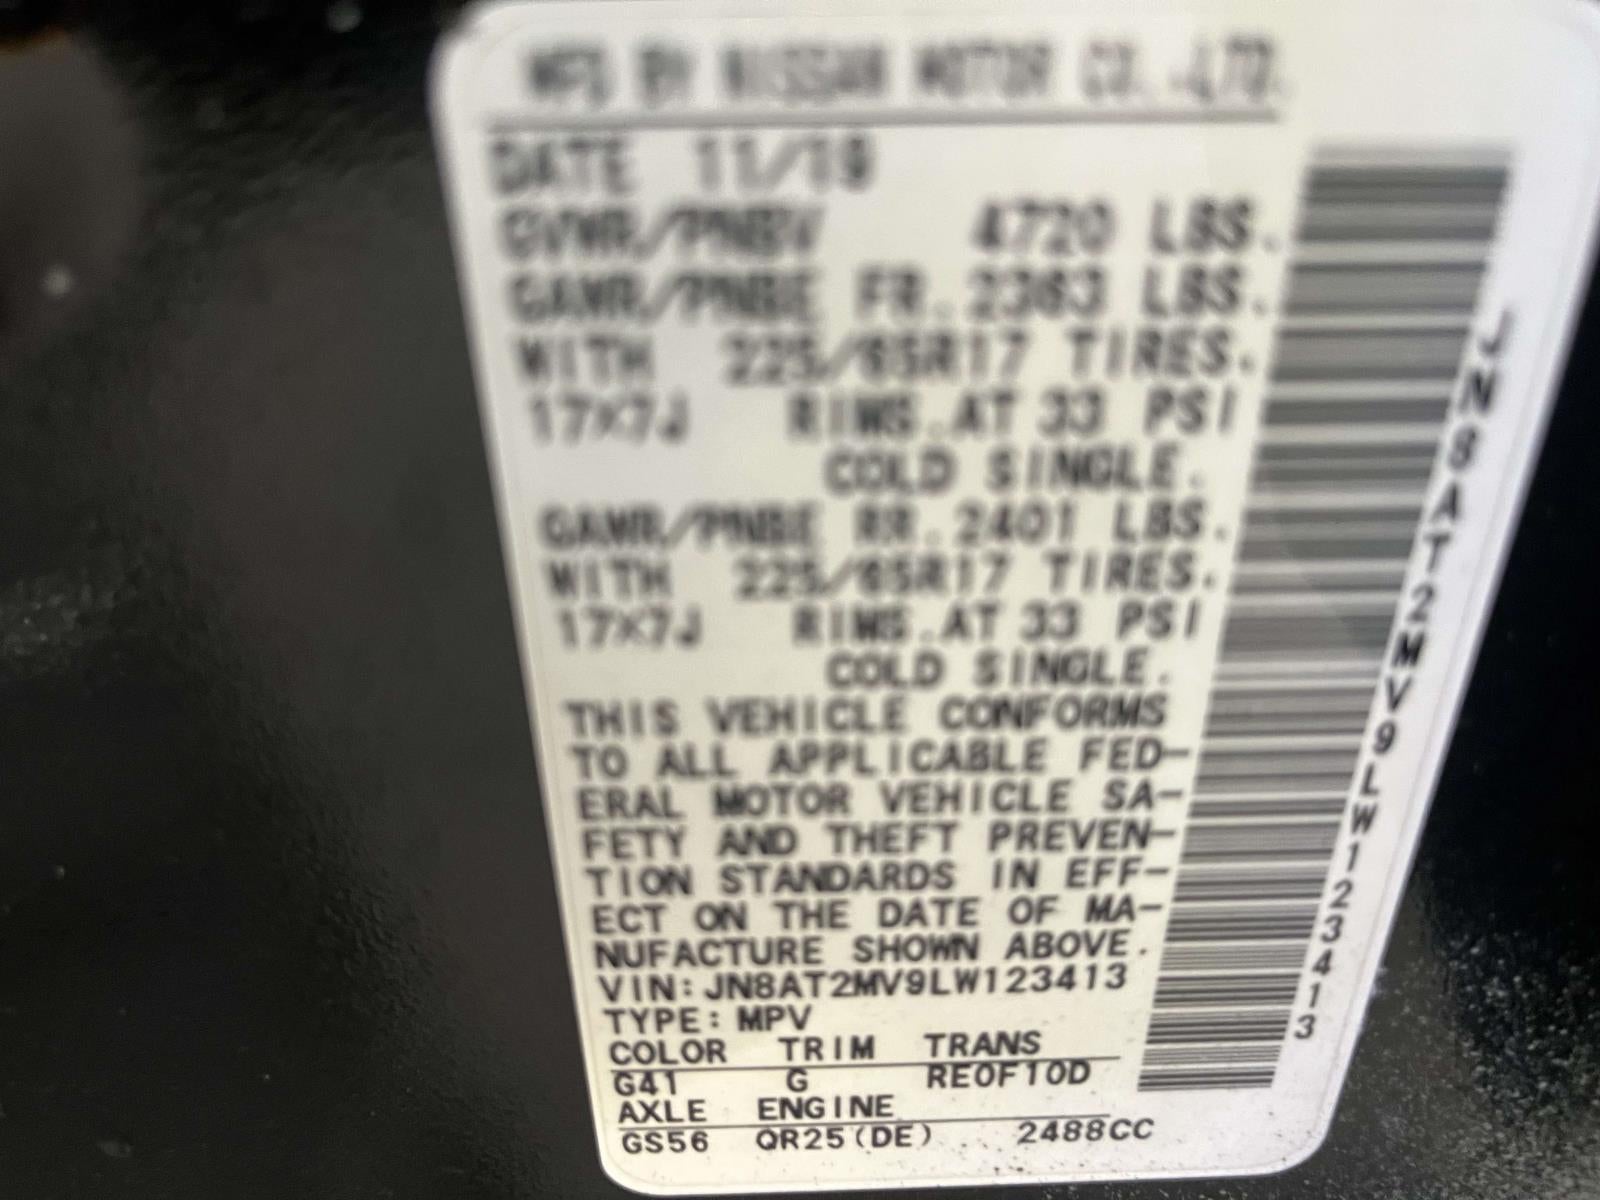 MFD BY NISSAN MOTOR CO.,LTD.
DATE 11/19
GVWR/PNBV 4720 LBS.
GAWR/PNBE FR.2363 LBS.
WITH 225/65R17 TIRES.
17×7J RIMS.AT 33 PSI
COLD SINGLE.
GAWR/PNBE RR.2401 LBS.
WITH 225/65R17 TIRES.
17×7J RIMS.AT 33 PSI
COLD SINGLE.
THIS VEHICLE CONFORMS
TO ALL APPLICABLE FED-
ERAL MOTOR VEHICLE SA-
FETY AND THEFT PREVEN-
TION STANDARDS IN EFF-
ECT ON THE DATE OF MA-
NUFACTURE SHOWN ABOVE.
VIN:JN8AT2MV9LW123413
TYPE:MPV
COLOR TRIM TRANS
G41 G RE0F10D
AXLE ENGINE
GS56 QR25(DE) 2488CC
JN8AT2MV9LW123413